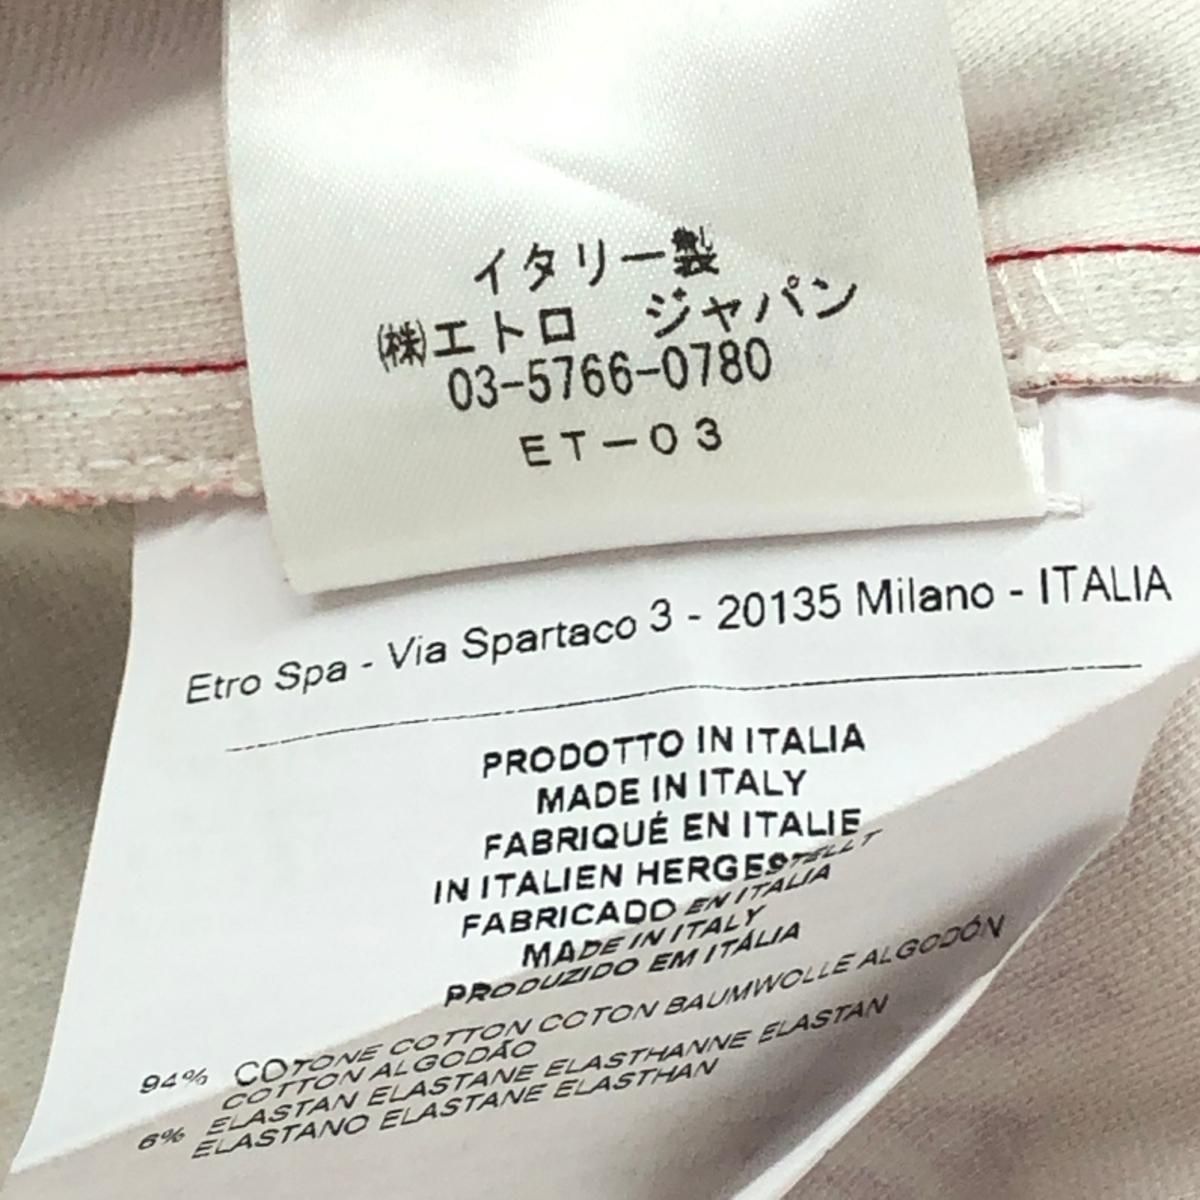 イタリー製
㈱エトロ　ジャパン
03-5766-0780
ET-03
Etro Spa - Via Spartaco 3 - 20135 Milano - ITALIA
PRODOTTO IN ITALIA
MADE IN ITALY
FABRIQUÉ EN ITALIE
IN ITALIEN HERGESTELLT
FABRICADO EN ITALIA
MADE IN ITALY
PRODUZIDO EM ITÁLIA
94% COTONE COTTON COTON BAUMWOLLE ALGODÓN
COTTON ALGODÃO
6% ELASTAN ELASTANE ELASTHANNE ELASTAN
ELASTANO ELASTANE ELASTHAN